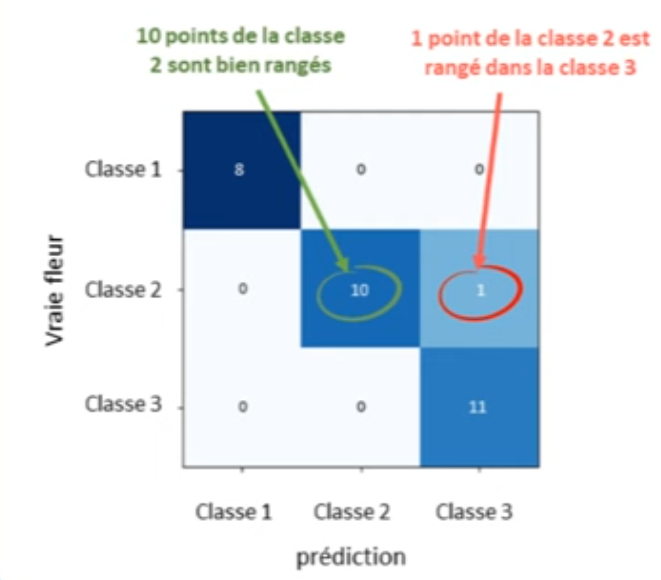 10 points de la classe
2 sont bien rangés
1 point de la classe 2 est
rangé dans la classe 3
Vraie fleur
Classe 1
8
0
0
Classe 2
0
10
1
Classe 3
0
0
11
Classe 1
Classe 2
Classe 3
prédiction